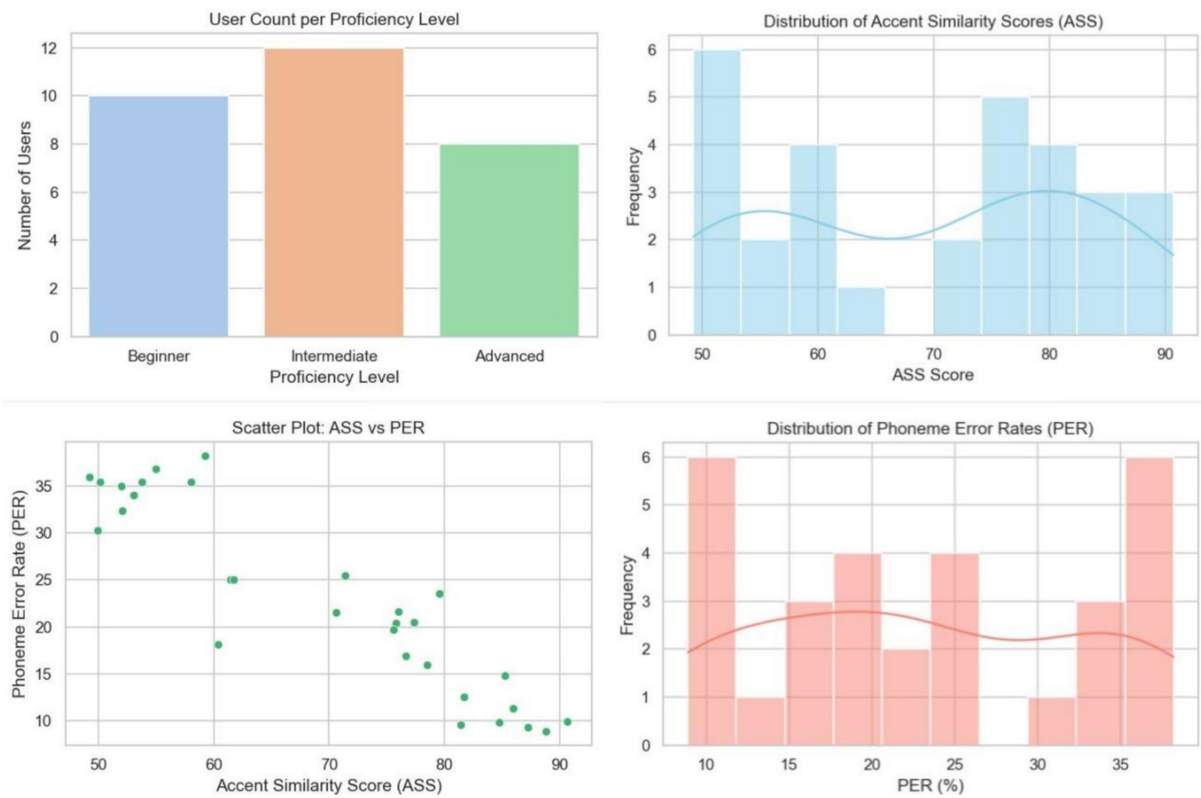 User Count per Proficiency Level
12
10
8
6
4
2
0
Number of Users
Beginner Intermediate Advanced
Proficiency Level
Distribution of Accent Similarity Scores (ASS)
6
5
4
3
2
1
0
Frequency
50 60 70 80 90
ASS Score
Scatter Plot: ASS vs PER
35
30
25
20
15
10
Phoneme Error Rate (PER)
50 60 70 80 90
Accent Similarity Score (ASS)
Distribution of Phoneme Error Rates (PER)
6
5
4
3
2
1
0
Frequency
10 15 20 25 30 35
PER (%)